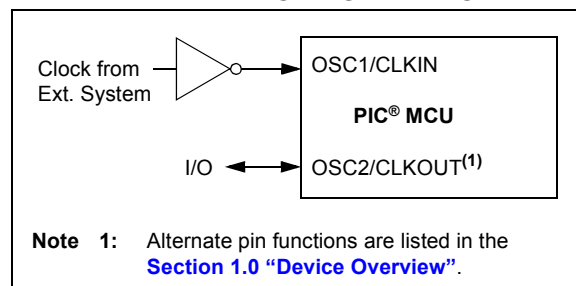 Clock from
Ext. System
OSC1/CLKIN
PIC® MCU
I/O
OSC2/CLKOUT(1)
Note 1: Alternate pin functions are listed in the
Section 1.0 “Device Overview”.